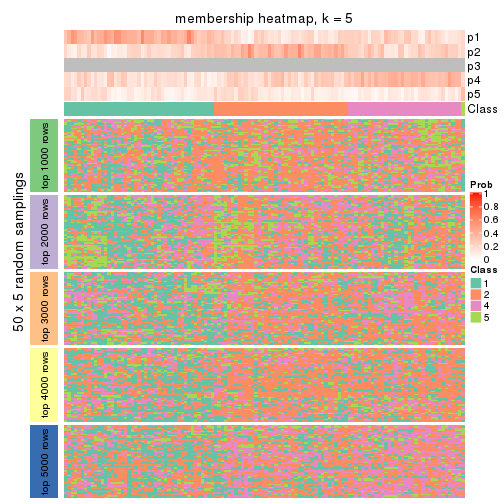 membership heatmap, k = 5
p1
p2
p3
p4
p5
Class
50 x 5 random samplings
top 1000 rows
top 2000 rows
top 3000 rows
top 4000 rows
top 5000 rows
Prob
1
0.8
0.6
0.4
0.2
0
Class
1
2
4
5